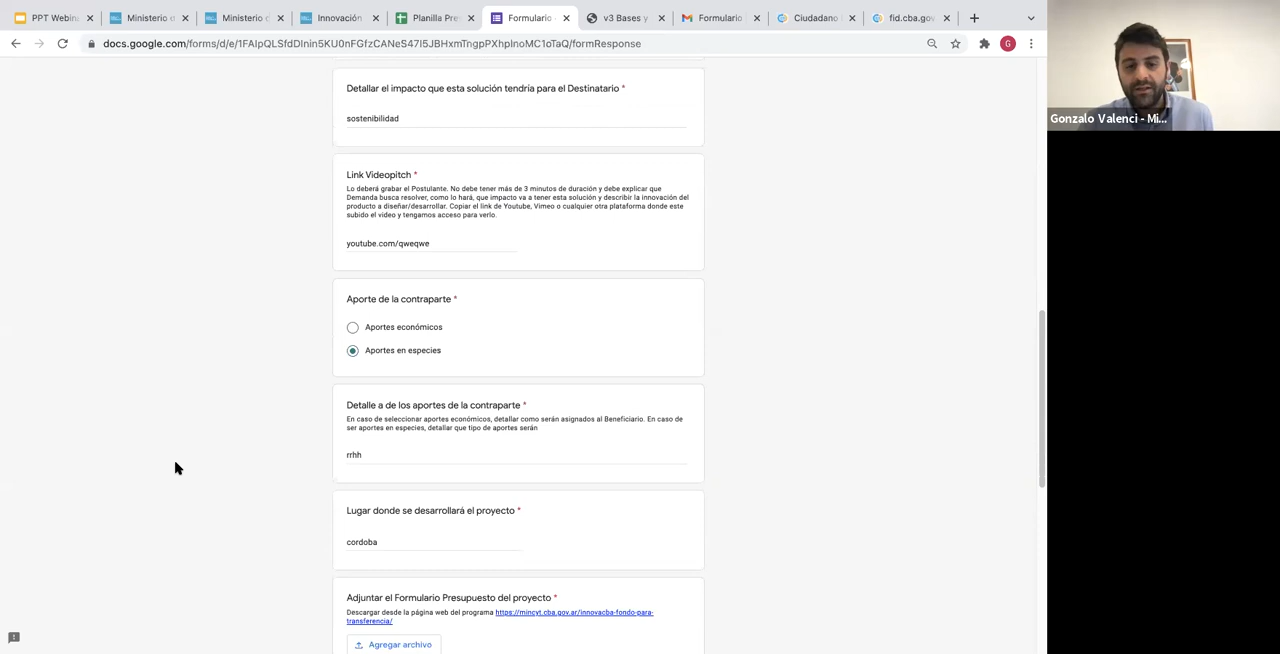 PPT Webin
Ministerio d
Ministerio d
Innovación
Planilla Pre
Formulario
v3 Bases y
Formulario
Ciudadano
fid.cba.gov.
docs.google.com/forms/d/e/
/formResponse
G
Detallar el impacto que esta solución tendría para el Destinatario *
sostenibilidad
Link Videopitch *
Lo deberá grabar el Postulante. No debe tener más de 3 minutos de duración y debe explicar que
Demanda busca resolver, como lo hará, que impacto va a tener esta solución y describir la innovación del
producto a diseñar/desarrollar. Copiar el link de Youtube, Vimeo o cualquier otra plataforma donde este
subido el video y tengamos acceso para verlo.
youtube.com/qweqwe
Aporte de la contraparte *
Aportes económicos
Aportes en especies
Detalle a de los aportes de la contraparte *
En caso de seleccionar aportes económicos, detallar como serán asignados al Beneficiario. En caso de
ser aportes en especies, detallar que tipo de aportes serán
rrhh
Lugar donde se desarrollará el proyecto *
cordoba
Adjuntar el Formulario Presupuesto del proyecto *
Descargar desde la página web del programa https://mincyt.cba.gov.ar/innovacba-fondo-para-
transferencia/
Agregar archivo
Gonzalo Valenci - Mi...